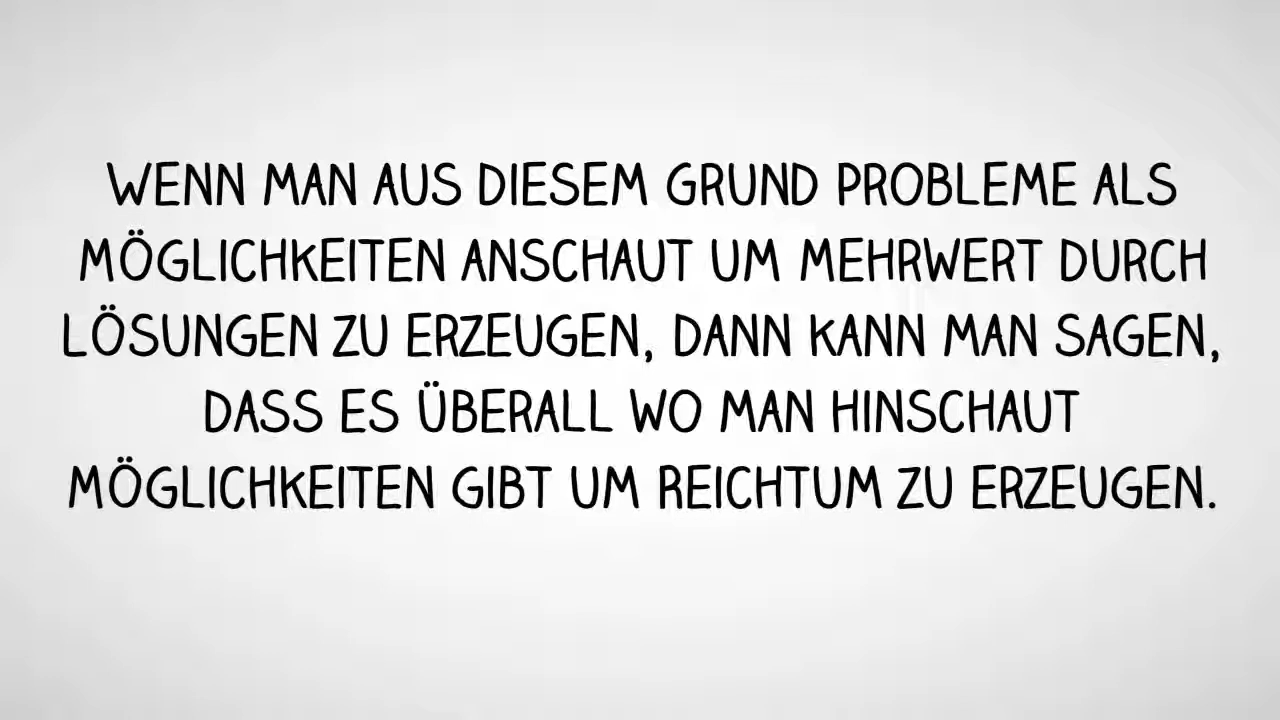 WENN MAN AUS DIESEM GRUND PROBLEME ALS
MÖGLICHKEITEN ANSCHAUT UM MEHRWERT DURCH
LÖSUNGEN ZU ERZEUGEN, DANN KANN MAN SAGEN,
DASS ES ÜBERALL WO MAN HINSCHAUT
MÖGLICHKEITEN GIBT UM REICHTUM ZU ERZEUGEN.